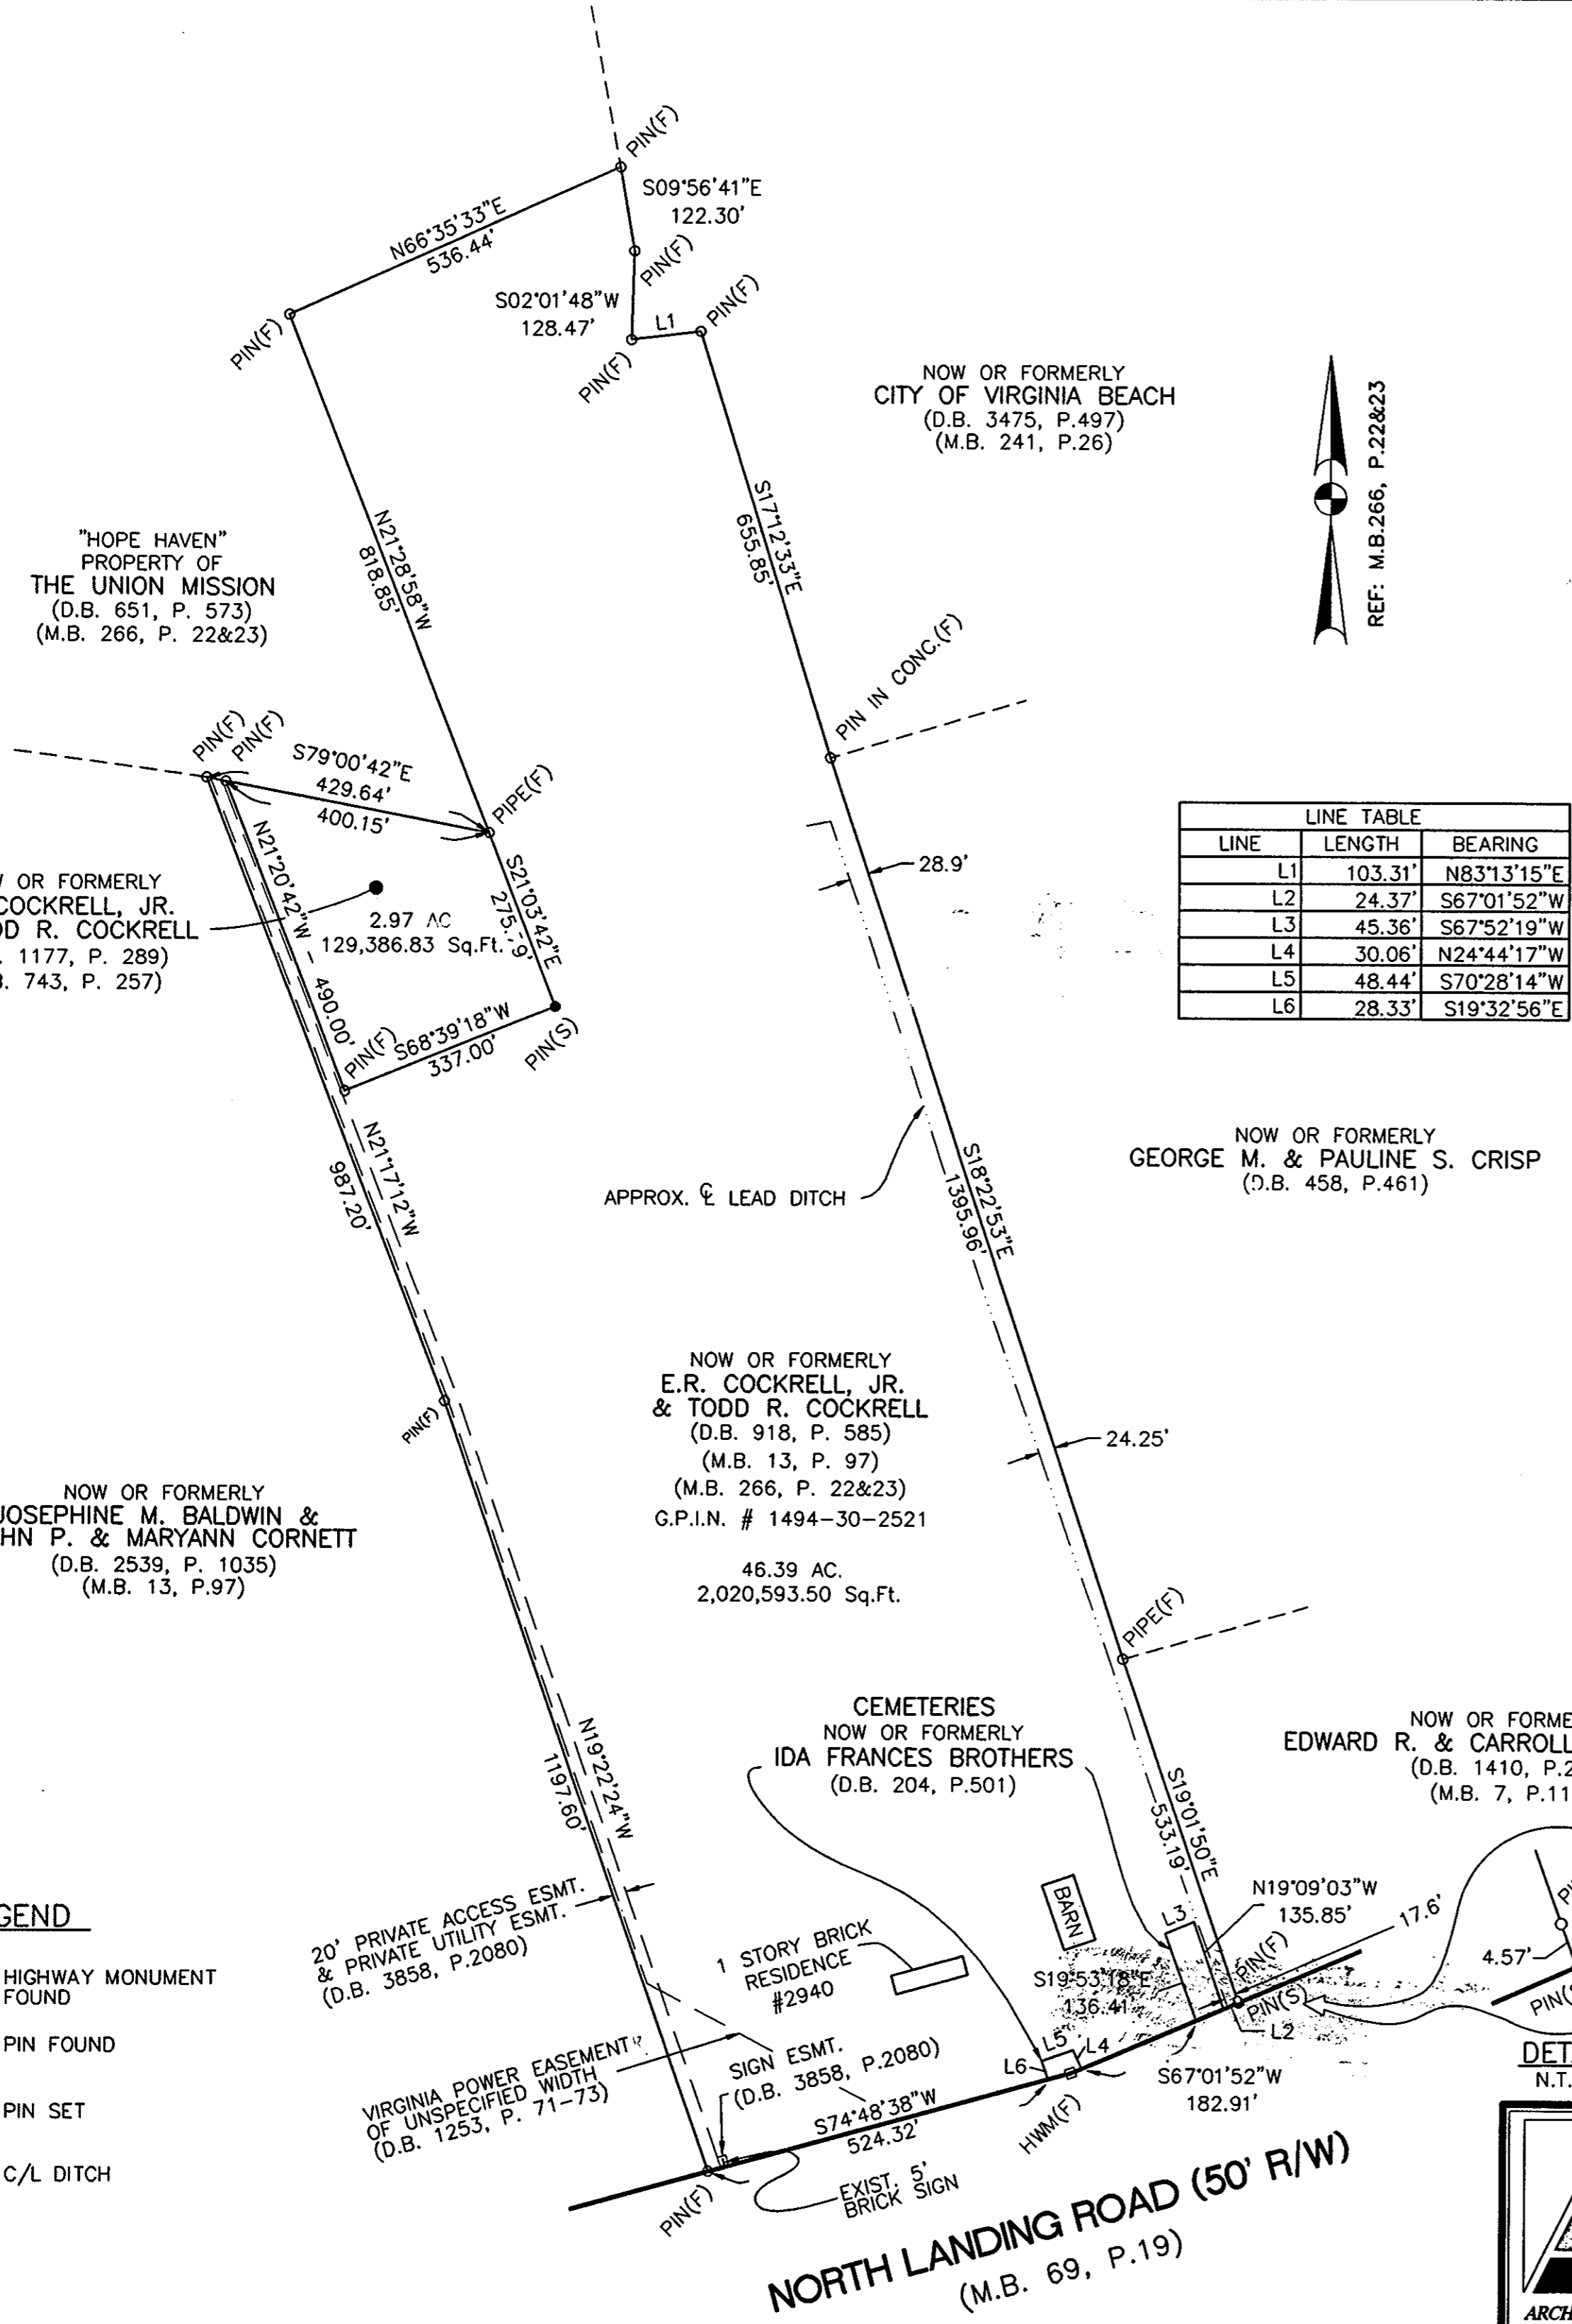 PIN(F)
S09°56'41"E
122.30'
N66°35'33"E
536.44'
PIN(F)
S02°01'48"W
128.47'
L1
PIN(F)
PIN(F)
PIN(F)
NOW OR FORMERLY
CITY OF VIRGINIA BEACH
(D.B. 3475, P.497)
(M.B. 241, P.26)
REF: M.B.266, P.22&23
S17°12'33"E
655.85'
"HOPE HAVEN"
PROPERTY OF
THE UNION MISSION
(D.B. 651, P. 573)
(M.B. 266, P. 22&23)
N21°28'58"W
818.85'
PIN IN CONC.(F)
PIN(F)
PIN(F)
S79°00'42"E
429.64'
400.15'
PIPE(F)
28.9'
LINE TABLE
LINE LENGTH BEARING
L1 103.31' N83°13'15"E
L2 24.37' S67°01'52"W
L3 45.36' S67°52'19"W
L4 30.06' N24°44'17"W
L5 48.44' S70°28'14"W
L6 28.33' S19°32'56"E
OR FORMERLY
COCKRELL, JR.
R. COCKRELL
1177, P. 289)
743, P. 257)
2.97 AC
129,386.83 Sq.Ft.
N21°20'42"W - 490.00'
S21°03'42"E
PIN(F)
S68°39'18"W
337.00'
PIN(S)
N21°17'12"W
987.20'
APPROX. ℄ LEAD DITCH
S18°22'53"E
1395.96'
NOW OR FORMERLY
GEORGE M. & PAULINE S. CRISP
(D.B. 458, P.461)
NOW OR FORMERLY
E.R. COCKRELL, JR.
& TODD R. COCKRELL
(D.B. 918, P. 585)
(M.B. 13, P. 97)
(M.B. 266, P. 22&23)
G.P.I.N. # 1494-30-2521
46.39 AC.
2,020,593.50 Sq.Ft.
24.25'
PIN(F)
NOW OR FORMERLY
JOSEPHINE M. BALDWIN &
HN P. & MARYANN CORNETT
(D.B. 2539, P. 1035)
(M.B. 13, P.97)
PIPE(F)
N19°22'24"W
1197.60'
CEMETERIES
NOW OR FORMERLY
IDA FRANCES BROTHERS
(D.B. 204, P.501)
NOW OR FORME
EDWARD R. & CARROLL
(D.B. 1410, P.2
(M.B. 7, P.11
S19°01'50"E
533.19'
GEND
HIGHWAY MONUMENT
FOUND
PIN FOUND
PIN SET
C/L DITCH
20' PRIVATE ACCESS ESMT.
& PRIVATE UTILITY ESMT.
(D.B. 3858, P.2080)
1 STORY BRICK
RESIDENCE
#2940
BARN
L3
N19°09'03"W
135.85'
17.6'
S19°53'18"E
136.41'
PIN(F)
PIN(S)
L2
4.57'
VIRGINIA POWER EASEMENT
OF UNSPECIFIED WIDTH
(D.B. 1253, P. 71-73)
SIGN ESMT.
(D.B. 3858, P.2080)
L5
L4
L6
S67°01'52"W
182.91'
HWM(F)
S74°48'38"W
524.32'
EXIST. 5'
BRICK SIGN
PIN(F)
DET
N.T.
NORTH LANDING ROAD (50' R/W)
(M.B. 69, P.19)
ARCH